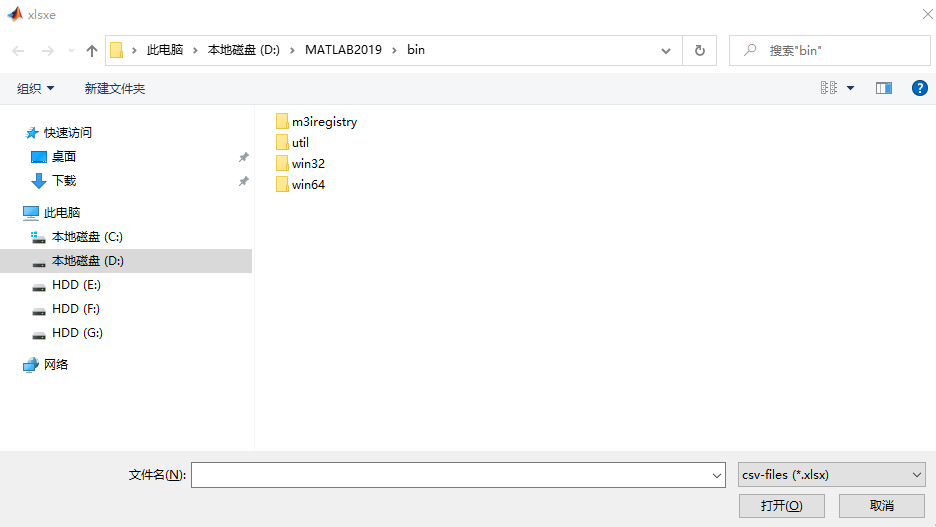 xlsxe
此电脑 本地磁盘 (D:) MATLAB2019 bin
搜索"bin"
组织
新建文件夹
快速访问
桌面
下载
此电脑
本地磁盘 (C:)
本地磁盘 (D:)
HDD (E:)
HDD (F:)
HDD (G:)
网络
m3iregistry
util
win32
win64
文件名(N):
csv-files (*.xlsx)
打开(O)
取消